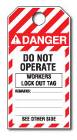 DANGER
DO NOT
OPERATE
WORKERS
LOCK OUT TAG
REMARKS:
SEE OTHER SIDE